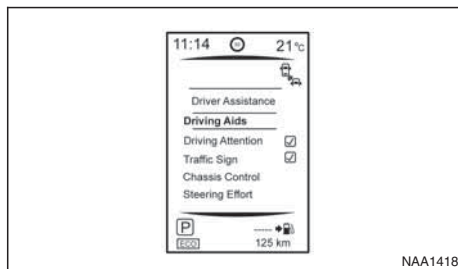 11:14 21°C
Driver Assistance
Driving Aids
Driving Attention
Traffic Sign
Chassis Control
Steering Effort
P -----
ECO 125 km
NAA1418